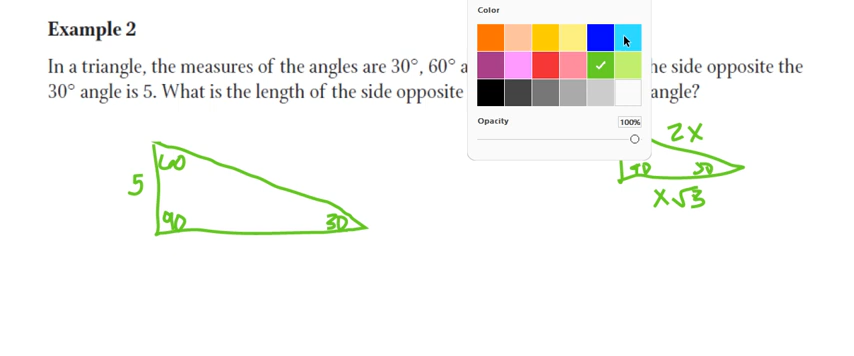 Example 2
Color
In a triangle, the measures of the angles are 30°, 60° a he side opposite the
30° angle is 5. What is the length of the side opposite angle?
Opacity
100%
2X
60
5
90
30
90
30
X√3